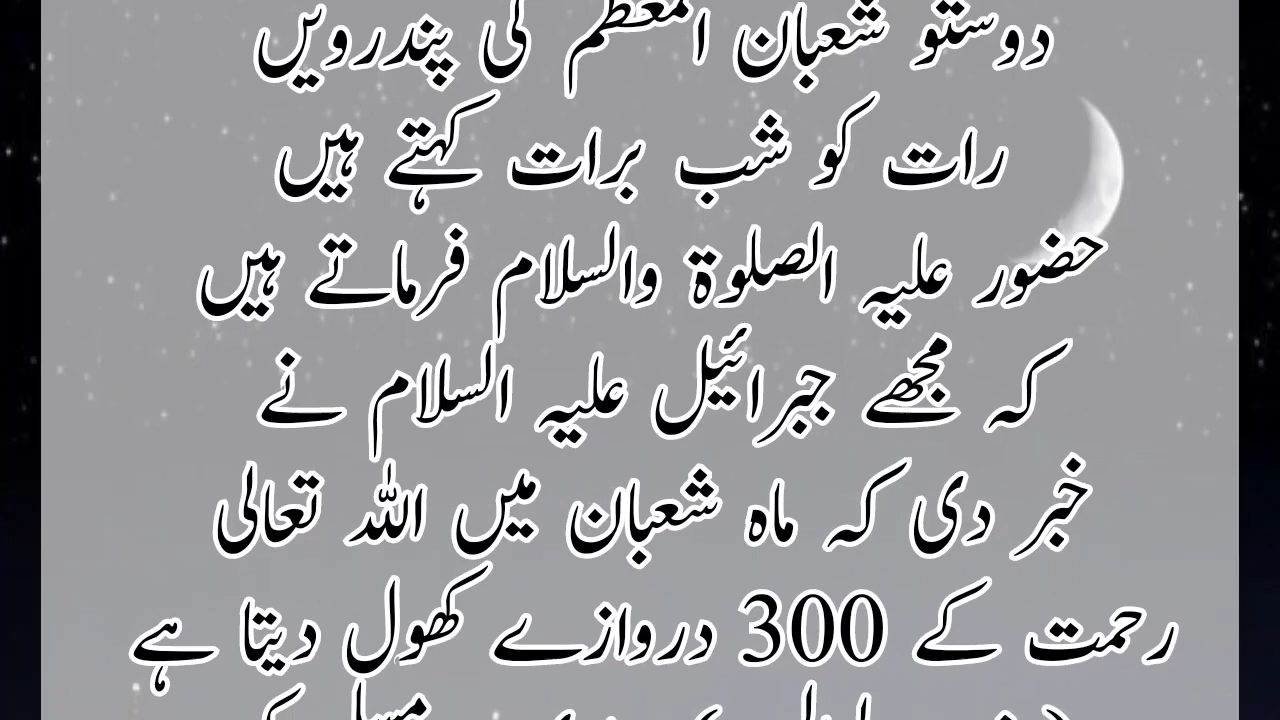 دوستو شعبان المعظم کی پندرویں
رات کو شب برات کہتے ہیں
حضور علیہ الصلوۃ والسلام فرماتے ہیں
کہ مجھے جبرائیل علیہ السلام نے
خبر دی کہ ماہ شعبان میں اللہ تعالی
رحمت کے 300 دروازے کھول دیتا ہے